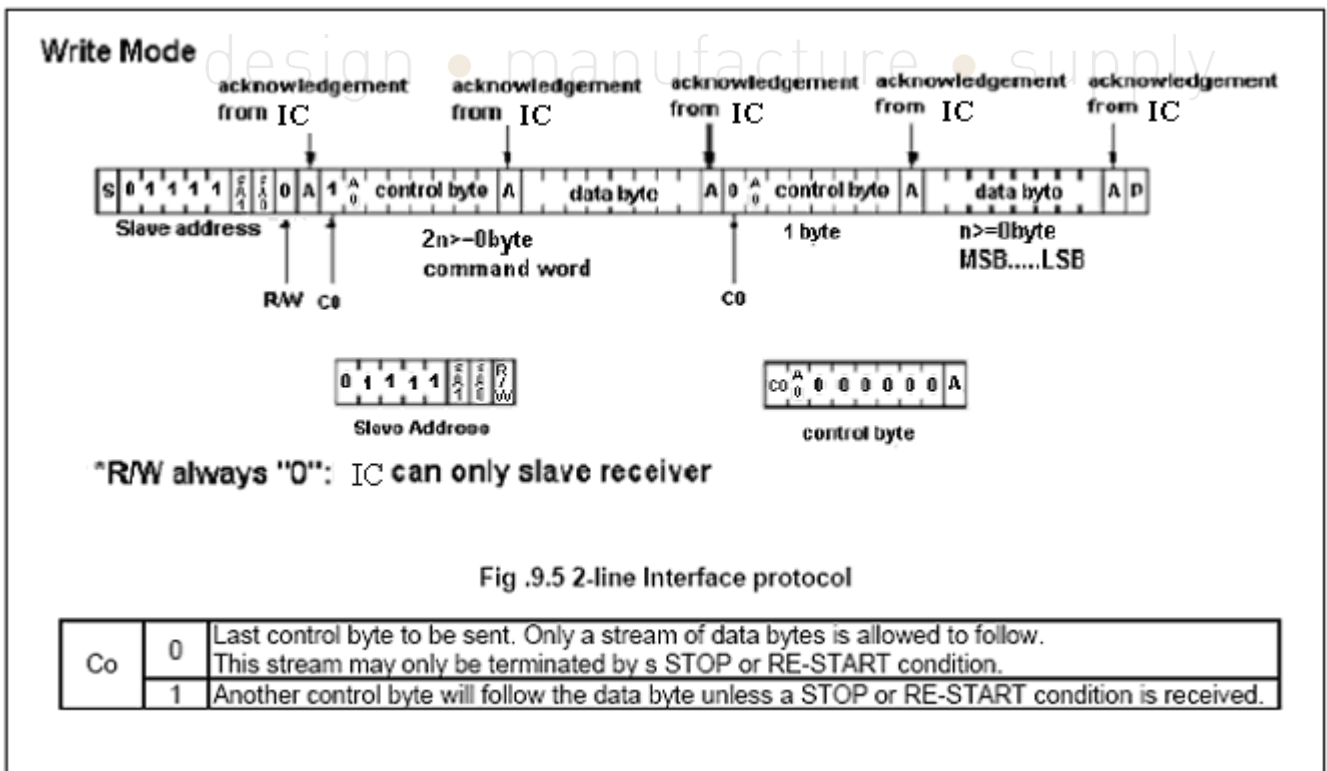 design • manufacture • supply
Write Mode
acknowledgement from IC
acknowledgement from IC
acknowledgement from IC
acknowledgement from IC
acknowledgement from IC
S 0 1 1 1 1 SA1 SA0 0 A 1 A0 control byte A data byto A 0 A0 control byte A data byto A P
Slave address
2n>=0byte
command word
1 byte
n>=0byte
MSB.....LSB
R/W C0
C0
0 1 1 1 1 SA1 SA0 R/W
C0 A0 0 0 0 0 0 0 A
Slave Address
control byte
*R/W always "0": IC can only slave receiver
Fig .9.5 2-line Interface protocol
Co
0 Last control byte to be sent. Only a stream of data bytes is allowed to follow.
This stream may only be terminated by s STOP or RE-START condition.
1 Another control byte will follow the data byte unless a STOP or RE-START condition is received.